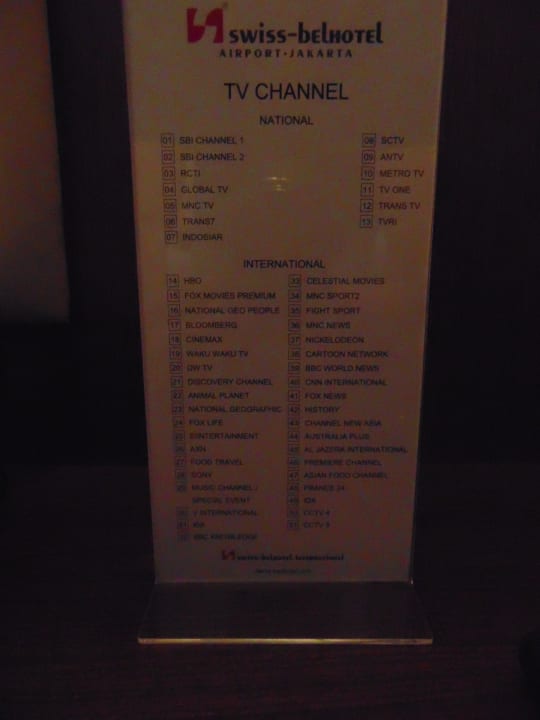 swiss-belhotel
AIRPORT-JAKARTA
TV CHANNEL
NATIONAL
01 SBI CHANNEL 1
02 SBI CHANNEL 2
03 RCTI
04 GLOBAL TV
05 MNC TV
06 TRANS7
07 INDOSIAR
08 SCTV
09 ANTV
10 METRO TV
11 TV ONE
12 TRANS TV
13 TVRI
INTERNATIONAL
14 HBO
15 FOX MOVIES PREMIUM
16 NATIONAL GEO PEOPLE
17 BLOOMBERG
18 CINEMAX
19 WAKU WAKU TV
20 DW TV
21 DISCOVERY CHANNEL
22 ANIMAL PLANET
23 NATIONAL GEOGRAPHIC
24 FOX LIFE
25 EENTERTAINMENT
26 AXN
27 FOOD TRAVEL
28 SONY
29 MUSIC CHANNEL /
SPECIAL EVENT
30 V INTERNATIONAL
31
32 BBC KNOWLEDGE
33 CELESTIAL MOVIES
34 MNC SPORT2
35 FIGHT SPORT
36 MNC NEWS
37 NICKELODEON
38 CARTOON NETWORK
39 BBC WORLD NEWS
40 CNN INTERNATIONAL
41 FOX NEWS
42 HISTORY
43 CHANNEL NEW ASIA
44 AUSTRALIA PLUS
45 AL JAZERA INTERNATIONAL
46 PREMIERE CHANNEL
47 ASIAN FOOD CHANNEL
48 FRANCE 24
49
50 CCTV 4
51 CCTV
swiss-belhotel international